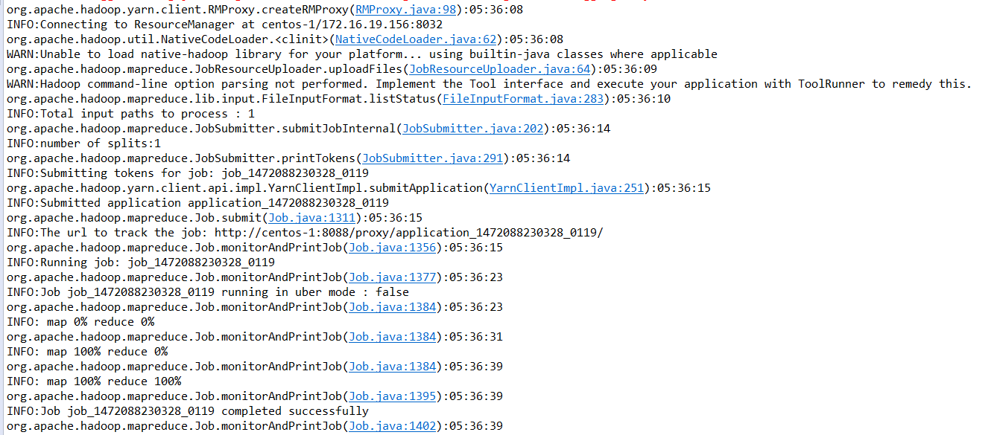 org.apache.hadoop.yarn.client.RMProxy.createRMProxy(RMProxy.java:98):05:36:08
INFO:Connecting to ResourceManager at centos-1/172.16.19.156:8032
org.apache.hadoop.util.NativeCodeLoader.<clinit>(NativeCodeLoader.java:62):05:36:08
WARN:Unable to load native-hadoop library for your platform... using builtin-java classes where applicable
org.apache.hadoop.mapreduce.JobResourceUploader.uploadFiles(JobResourceUploader.java:64):05:36:09
WARN:Hadoop command-line option parsing not performed. Implement the Tool interface and execute your application with ToolRunner to remedy this.
org.apache.hadoop.mapreduce.lib.input.FileInputFormat.listStatus(FileInputFormat.java:283):05:36:10
INFO:Total input paths to process : 1
org.apache.hadoop.mapreduce.JobSubmitter.submitJobInternal(JobSubmitter.java:202):05:36:14
INFO:number of splits:1
org.apache.hadoop.mapreduce.JobSubmitter.printTokens(JobSubmitter.java:291):05:36:14
INFO:Submitting tokens for job: job_1472088230328_0119
org.apache.hadoop.yarn.client.api.impl.YarnClientImpl.submitApplication(YarnClientImpl.java:251):05:36:15
INFO:Submitted application application_1472088230328_0119
org.apache.hadoop.mapreduce.Job.submit(Job.java:1311):05:36:15
INFO:The url to track the job: http://centos-1:8088/proxy/application_1472088230328_0119/
org.apache.hadoop.mapreduce.Job.monitorAndPrintJob(Job.java:1356):05:36:15
INFO:Running job: job_1472088230328_0119
org.apache.hadoop.mapreduce.Job.monitorAndPrintJob(Job.java:1377):05:36:23
INFO:Job job_1472088230328_0119 running in uber mode : false
org.apache.hadoop.mapreduce.Job.monitorAndPrintJob(Job.java:1384):05:36:23
INFO: map 0% reduce 0%
org.apache.hadoop.mapreduce.Job.monitorAndPrintJob(Job.java:1384):05:36:31
INFO: map 100% reduce 0%
org.apache.hadoop.mapreduce.Job.monitorAndPrintJob(Job.java:1384):05:36:39
INFO: map 100% reduce 100%
org.apache.hadoop.mapreduce.Job.monitorAndPrintJob(Job.java:1395):05:36:39
INFO:Job job_1472088230328_0119 completed successfully
org.apache.hadoop.mapreduce.Job.monitorAndPrintJob(Job.java:1402):05:36:39